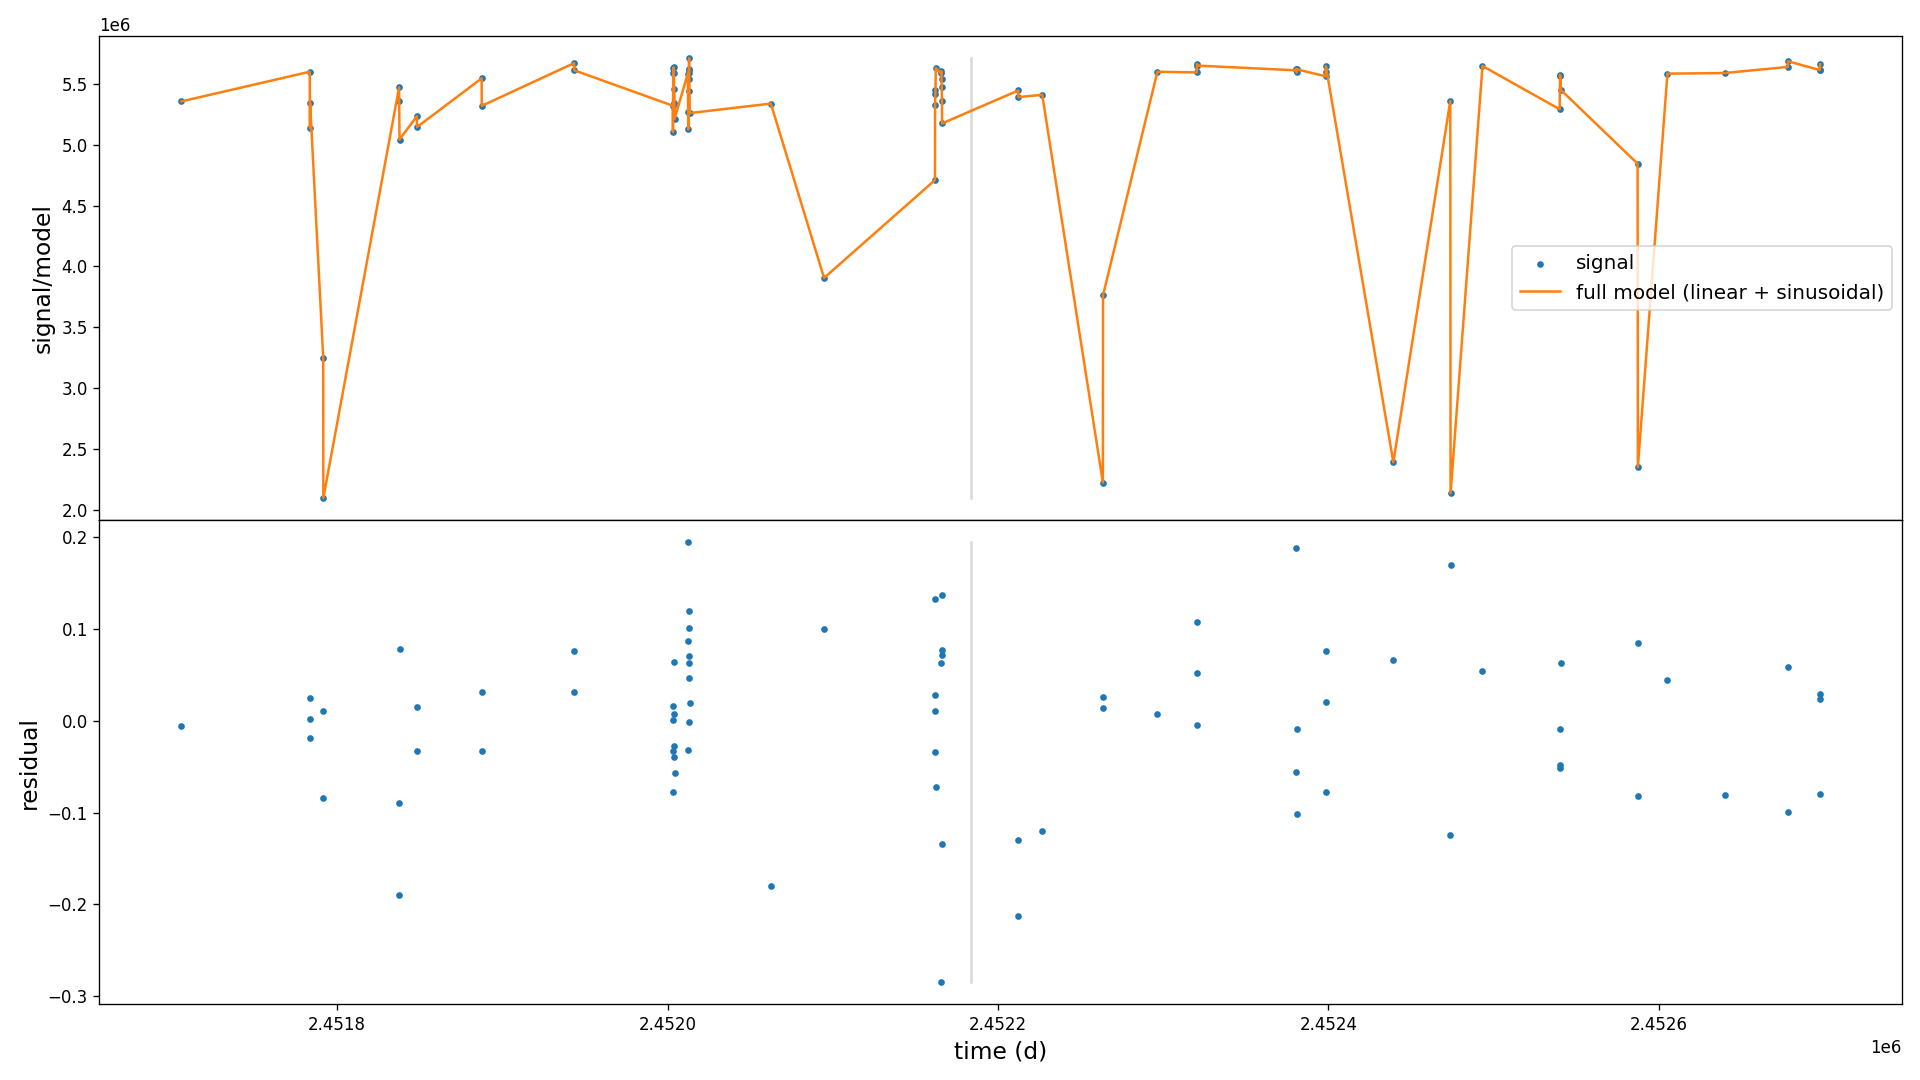 1e6
5.5
5.0
4.5
4.0
3.5
3.0
2.5
2.0
signal/model
signal
full model (linear + sinusoidal)
0.2
0.1
0.0
−0.1
−0.2
−0.3
residual
2.4518
2.4520
2.4522
2.4524
2.4526
time (d)
1e6